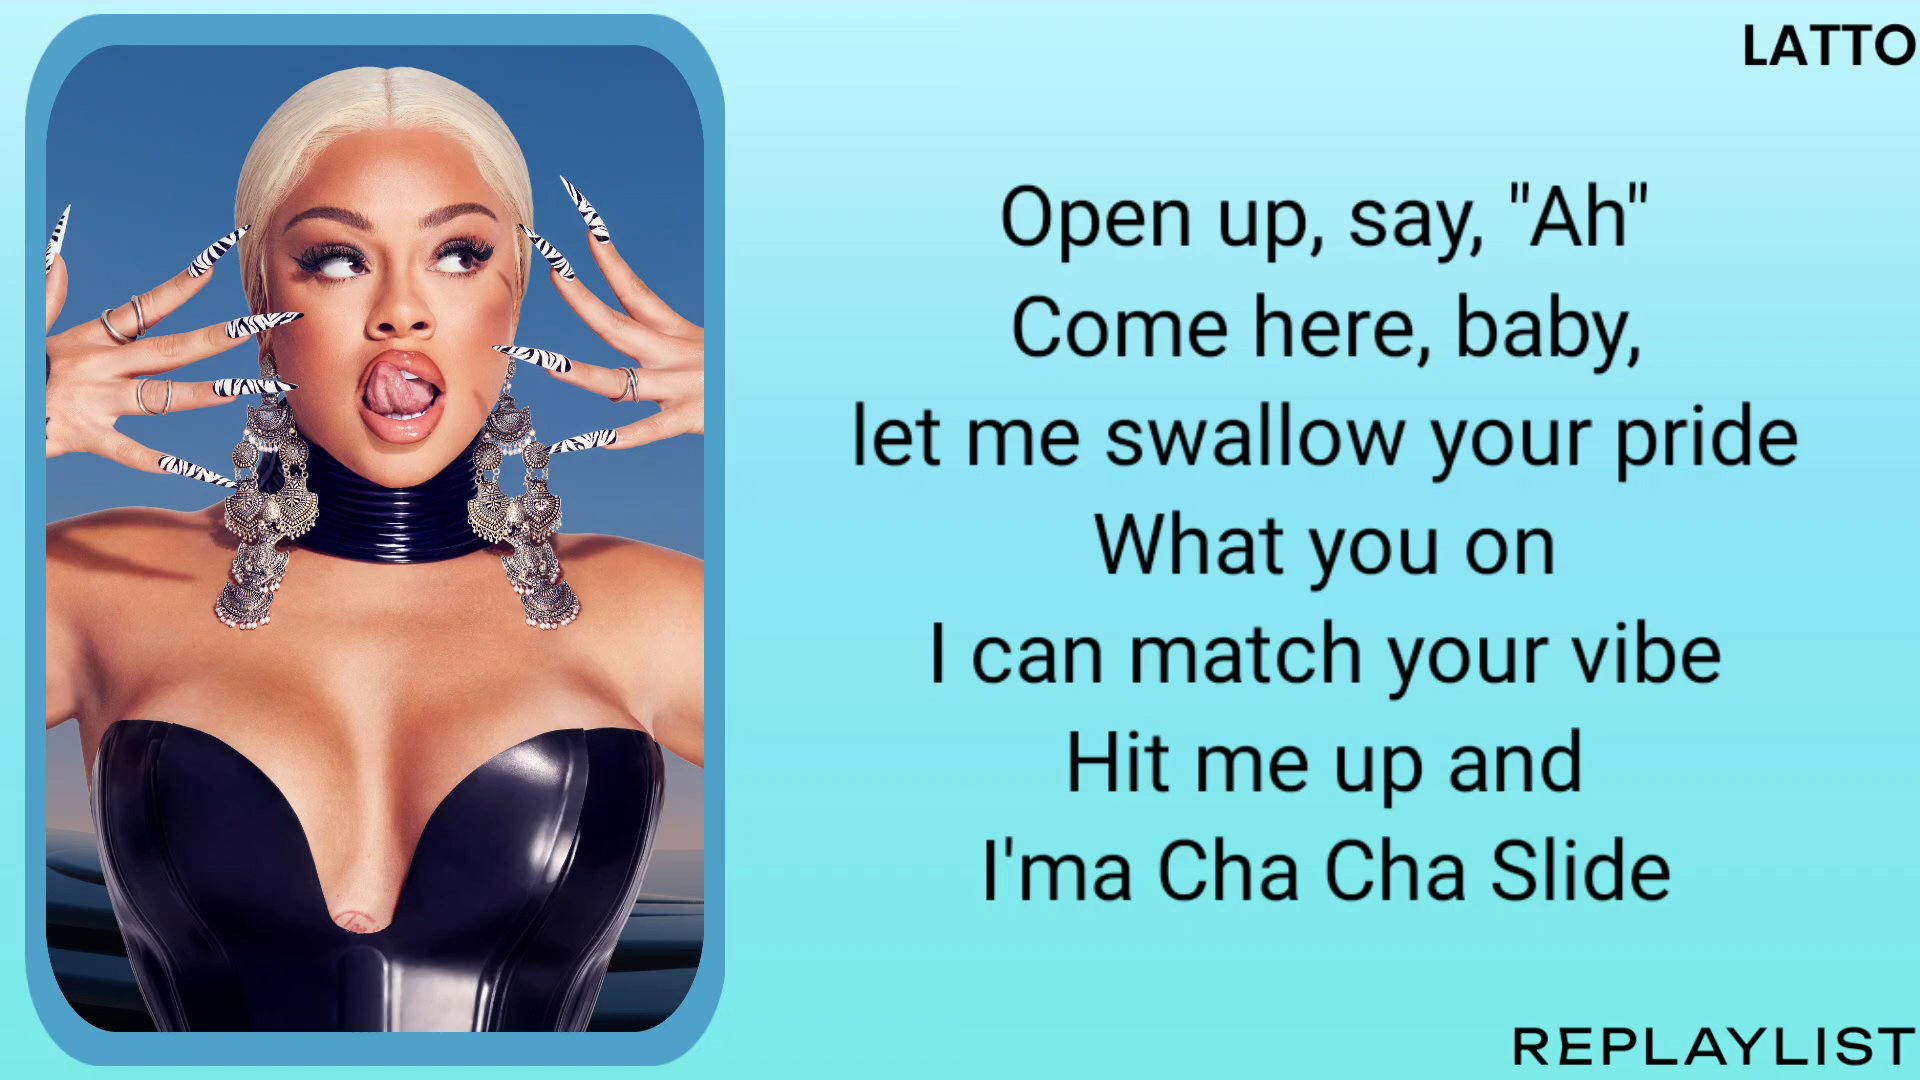 LATTO
Open up, say, "Ah"
Come here, baby,
let me swallow your pride
What you on
I can match your vibe
Hit me up and
I'ma Cha Cha Slide
REPLAYLIST